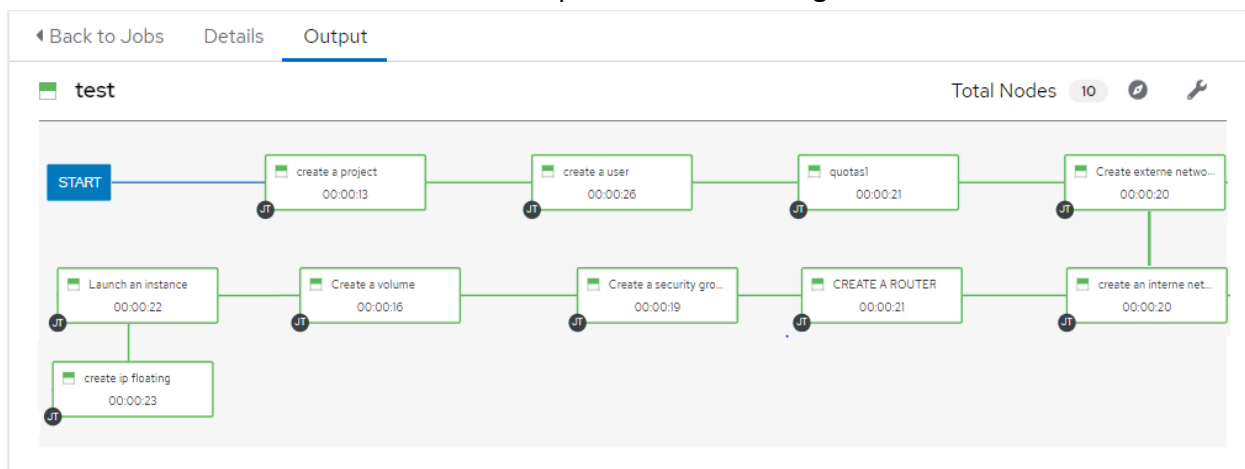 Back to Jobs Details Output
test Total Nodes 10
START
create a project
00:00:13
JT
create a user
00:00:26
JT
quotas1
00:00:21
JT
Create externe netwo...
00:00:20
JT
Launch an instance
00:00:22
JT
Create a volume
00:00:16
JT
Create a security gro...
00:00:19
JT
CREATE A ROUTER
00:00:21
JT
create an interne net...
00:00:20
JT
create ip floating
00:00:23
JT